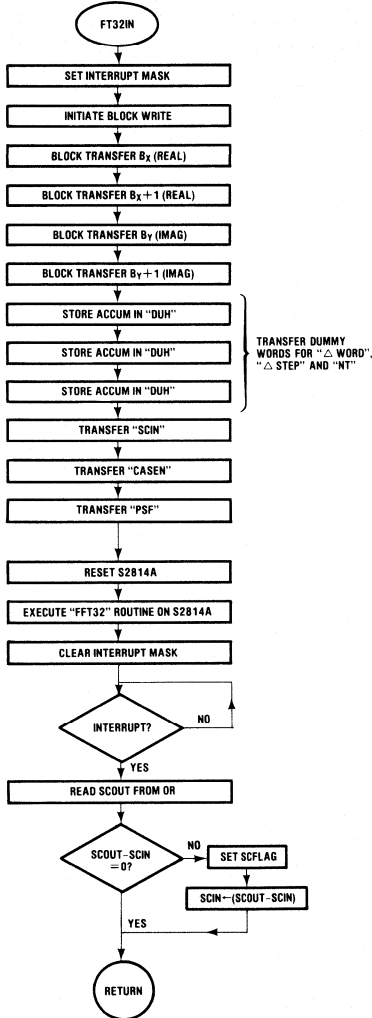 FT32IN
SET INTERRUPT MASK
INITIATE BLOCK WRITE
BLOCK TRANSFER BX (REAL)
BLOCK TRANSFER BX+1 (REAL)
BLOCK TRANSFER BY (IMAG)
BLOCK TRANSFER BY+1 (IMAG)
STORE ACCUM IN "DUH"
STORE ACCUM IN "DUH"
STORE ACCUM IN "DUH"
TRANSFER DUMMY
WORDS FOR "△ WORD",
"△ STEP" AND "NT"
TRANSFER "SCIN"
TRANSFER "CASEN"
TRANSFER "PSF"
RESET S2814A
EXECUTE "FFT32" ROUTINE ON S2814A
CLEAR INTERRUPT MASK
INTERRUPT?
NO
YES
READ SCOUT FROM OR
SCOUT-SCIN
=0?
NO
SET SCFLAG
SCIN←(SCOUT-SCIN)
YES
RETURN